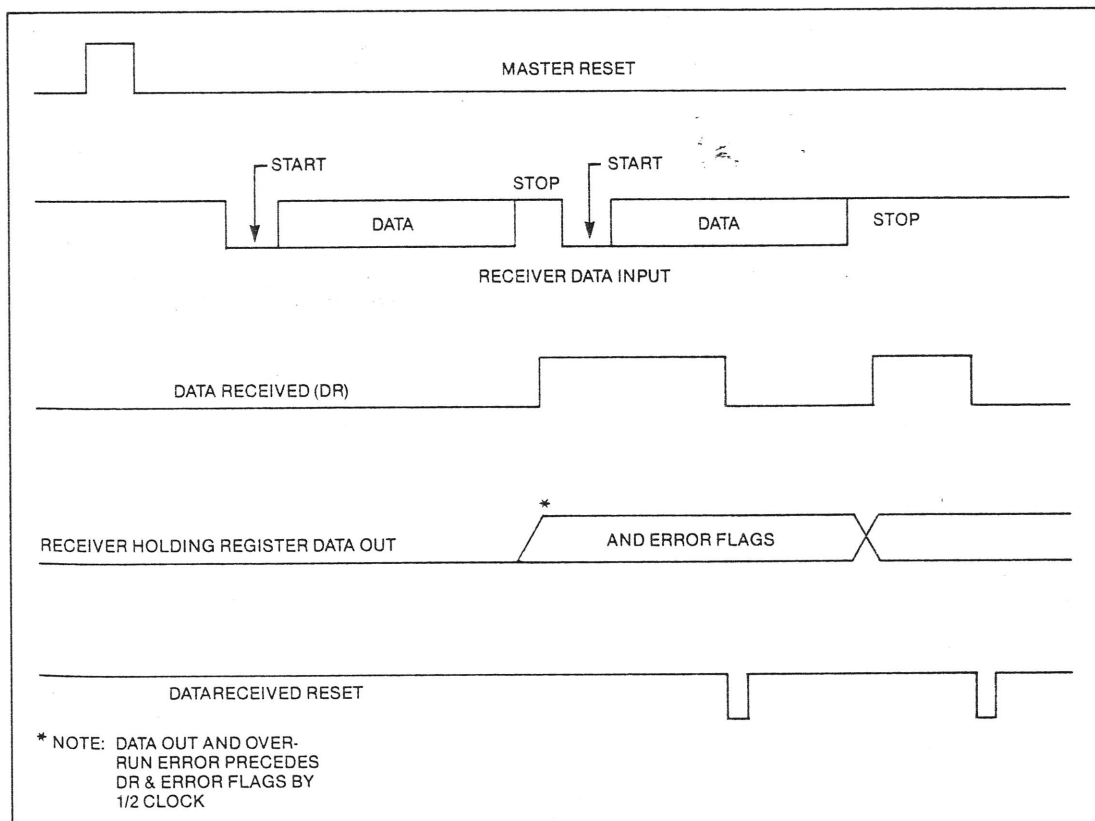 MASTER RESET
START
START
STOP
DATA
DATA
STOP
RECEIVER DATA INPUT
DATA RECEIVED (DR)
*
RECEIVER HOLDING REGISTER DATA OUT
AND ERROR FLAGS
DATARECEIVED RESET
* NOTE: DATA OUT AND OVER-
RUN ERROR PRECEDES
DR & ERROR FLAGS BY
1/2 CLOCK